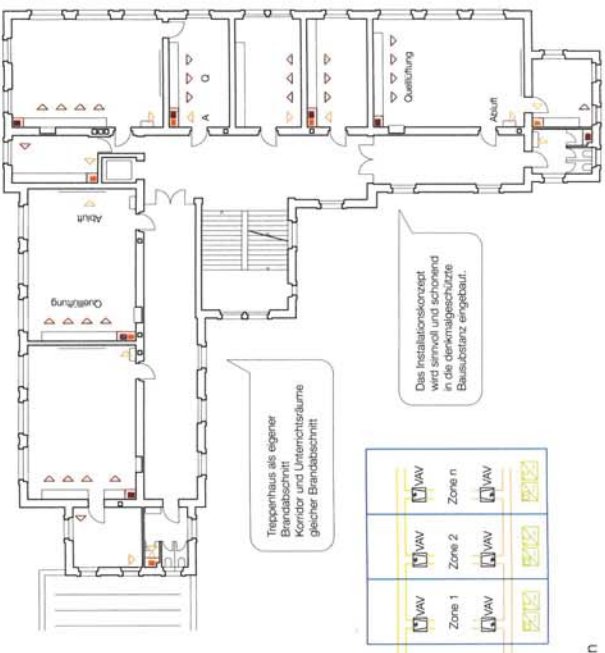 Quelllüftung
Abluft
Q
A
Quelllüftung
Abluft
Treppenhaus als eigener
Brandabschnitt
Korridor und Unterrichtsräume
gleicher Brandabschnitt
Das Installationskonzept
wird sinnvoll und schonend
in die denkmalgeschützte
Bausubstanz eingebaut.
VAV
VAV
VAV
Zone 1
Zone 2
Zone n
VAV
VAV
VAV
n